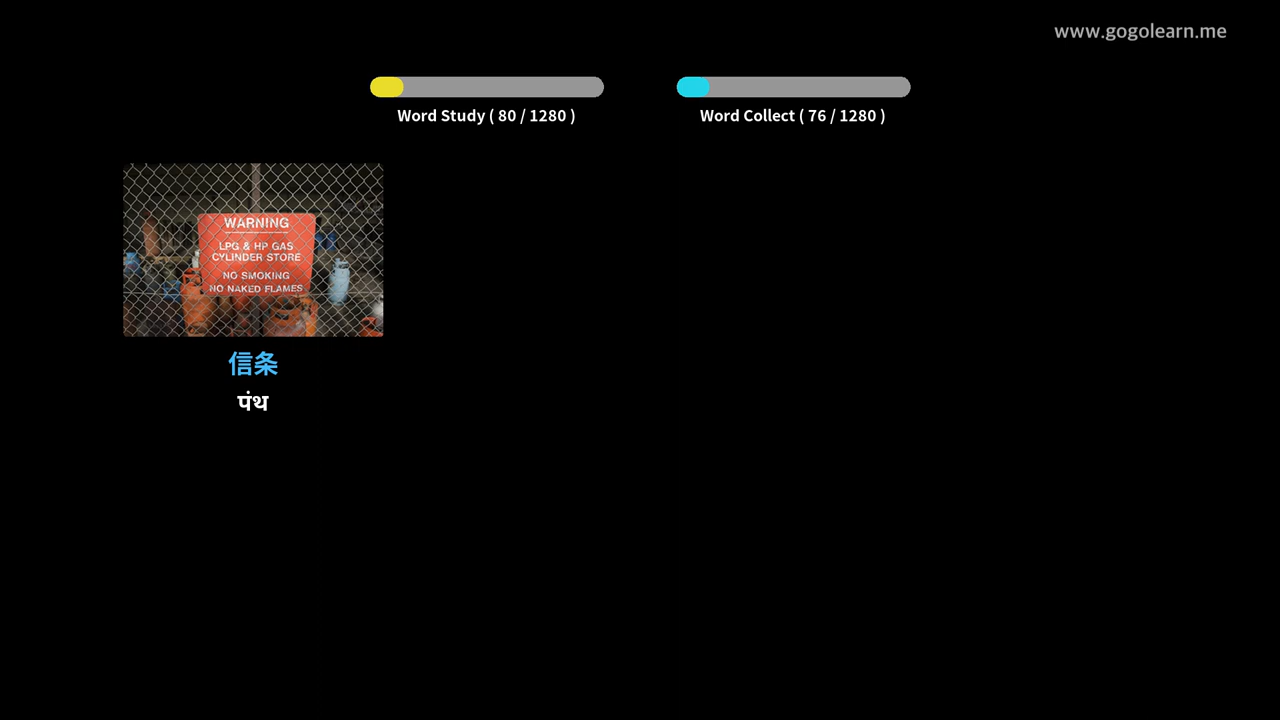 www.gogolearn.me
Word Study ( 80 / 1280 )
Word Collect ( 76 / 1280 )
WARNING
LPG & HP GAS
CYLINDER STORE
NO SMOKING
NO NAKED FLAMES
信条
पंथ